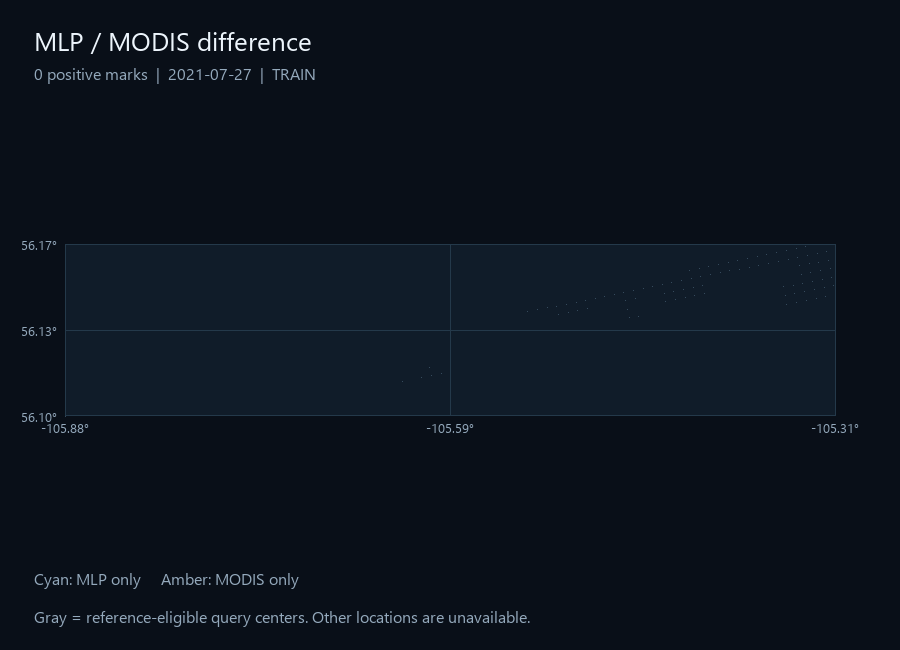 MLP / MODIS difference
0 positive marks | 2021-07-27 | TRAIN
56.17°
56.13°
56.10°
-105.88° -105.59° -105.31°
Cyan: MLP only Amber: MODIS only
Gray = reference-eligible query centers. Other locations are unavailable.